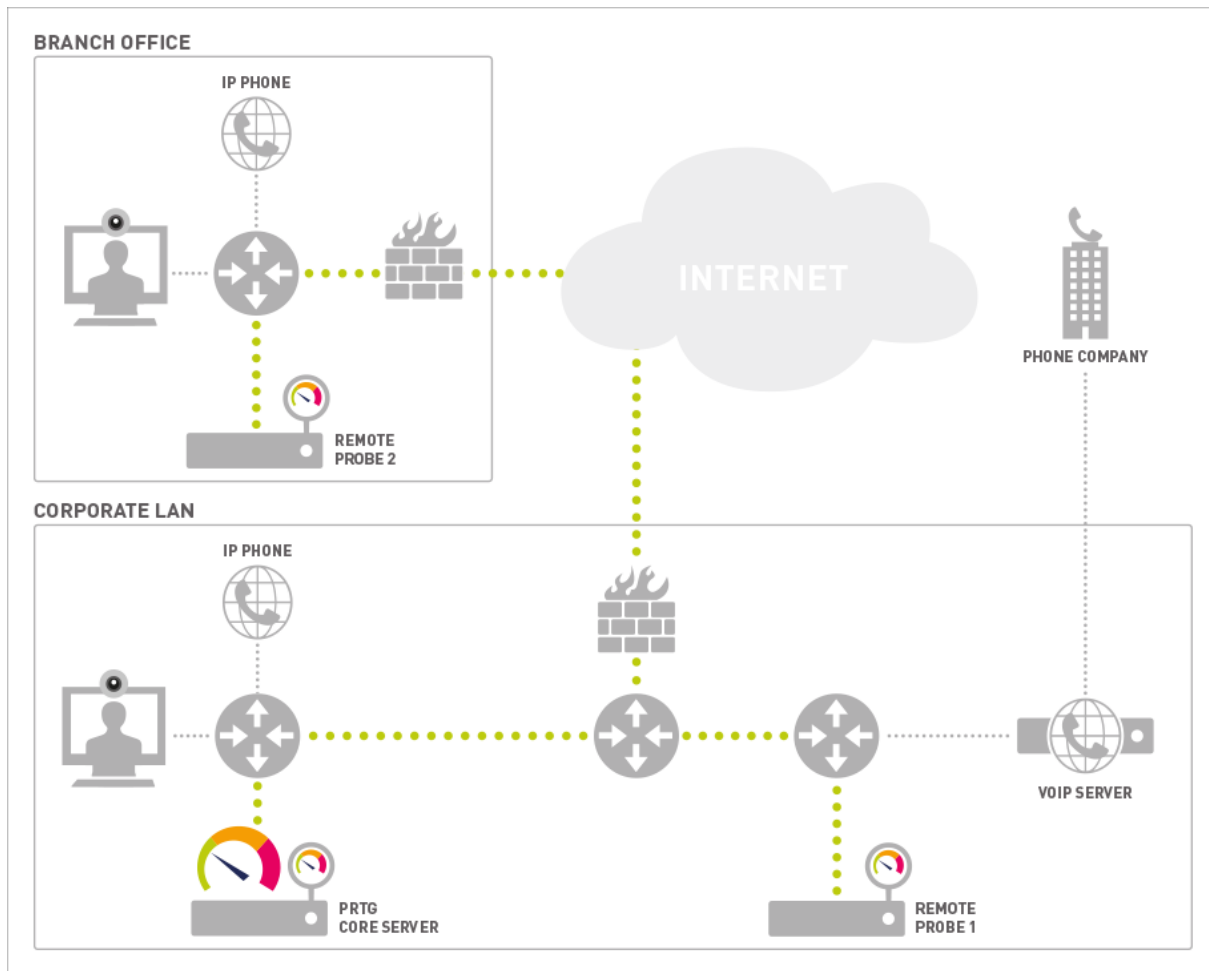 BRANCH OFFICE
IP PHONE
INTERNET
PHONE COMPANY
REMOTE
PROBE 2
CORPORATE LAN
IP PHONE
VOIP SERVER
PRTG
CORE SERVER
REMOTE
PROBE 1